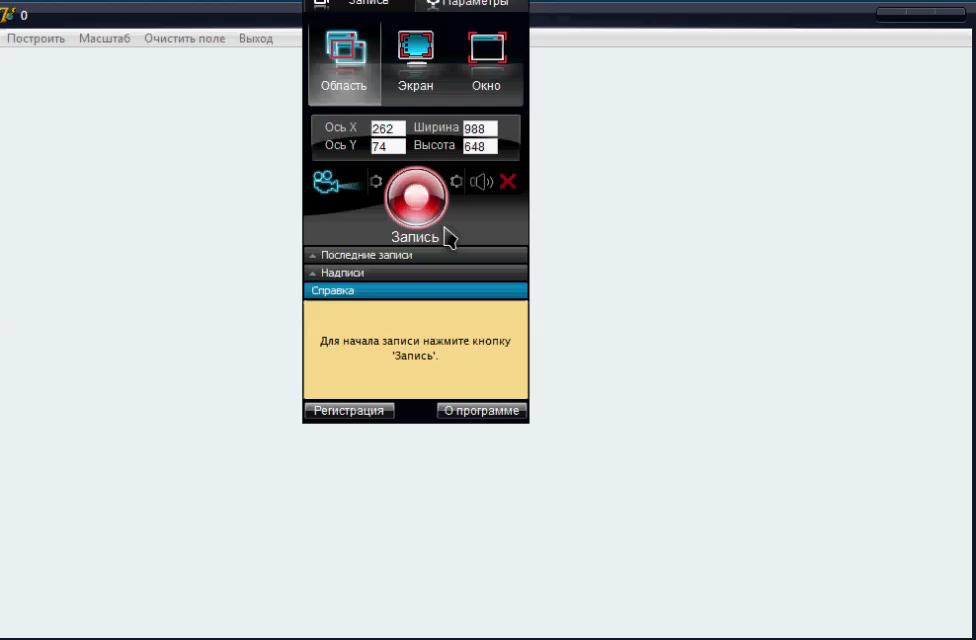 0
Запись Параметры
Построить Масштаб Очистить поле Выход
Область Экран Окно
Ось X 262 Ширина 988
Ось Y 74 Высота 648
Запись
Последние записи
Надписи
Справка
Для начала записи нажмите кнопку
'Запись'.
Регистрация О программе